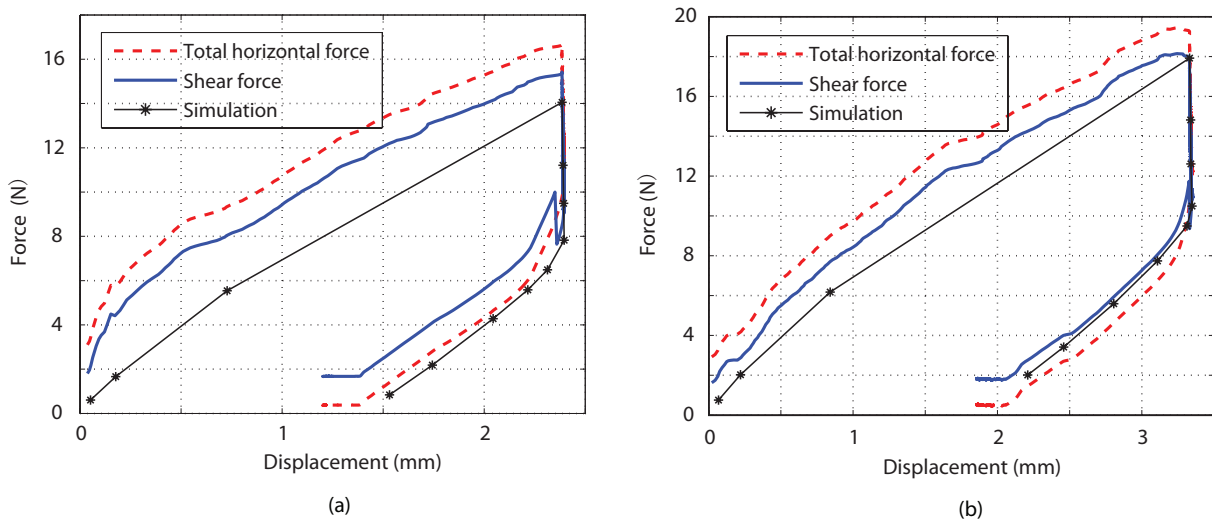 Total horizontal force
Shear force
Simulation
16
12
8
4
0
Force (N)
0
1
2
Displacement (mm)
(a)
Total horizontal force
Shear force
Simulation
20
16
12
8
4
0
Force (N)
0
1
2
3
Displacement (mm)
(b)